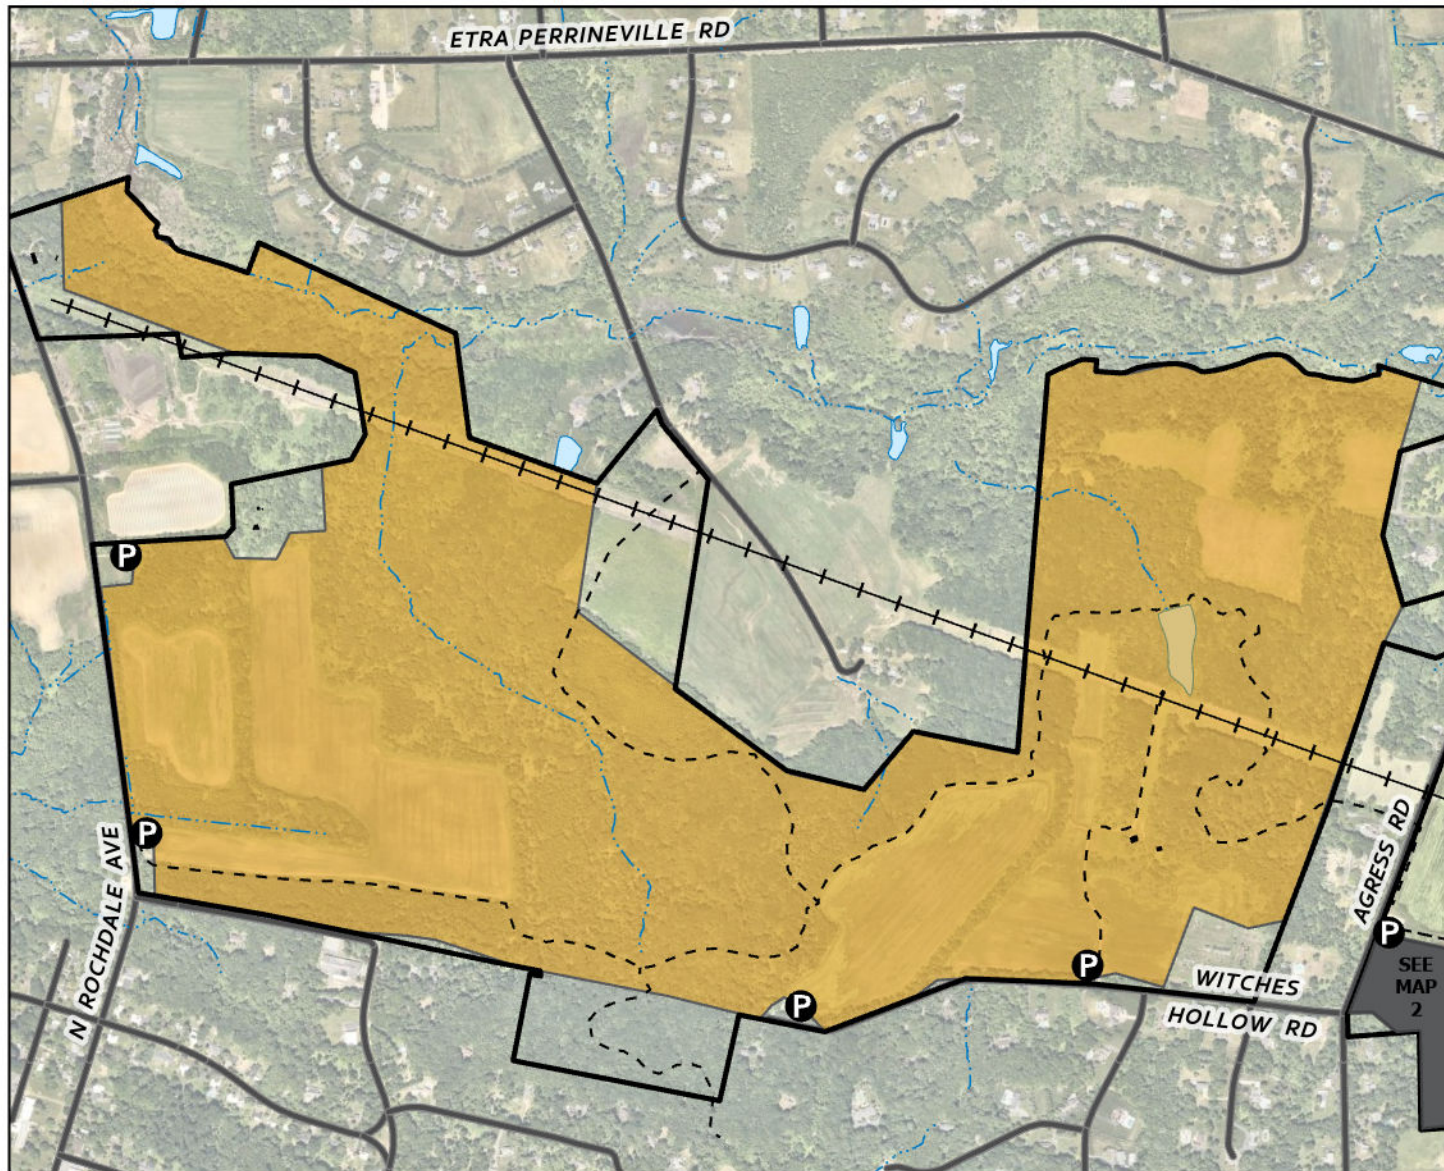 ETRA PERRINEVILLE RD
P
P
N ROCHDALE AVE
AGRESS RD
P
P
P
SEE
MAP
2
WITCHES
HOLLOW RD